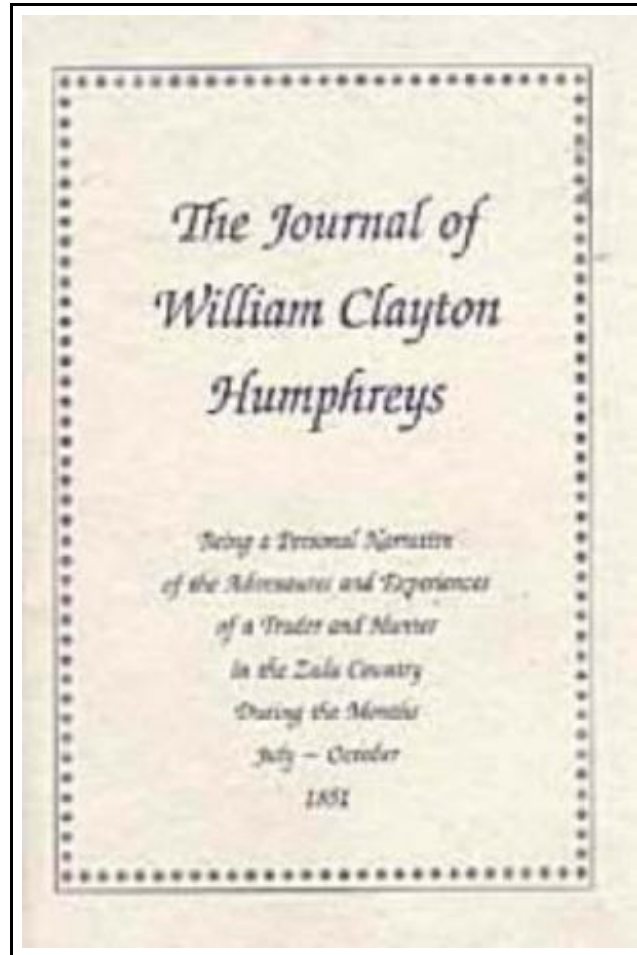 The Journal of
William Clayton
Humphreys
Being a Personal Narrative
of the Adventures and Experiences
of a Trader and Hunter
in the Zulu Country
During the Months
July – October
1851